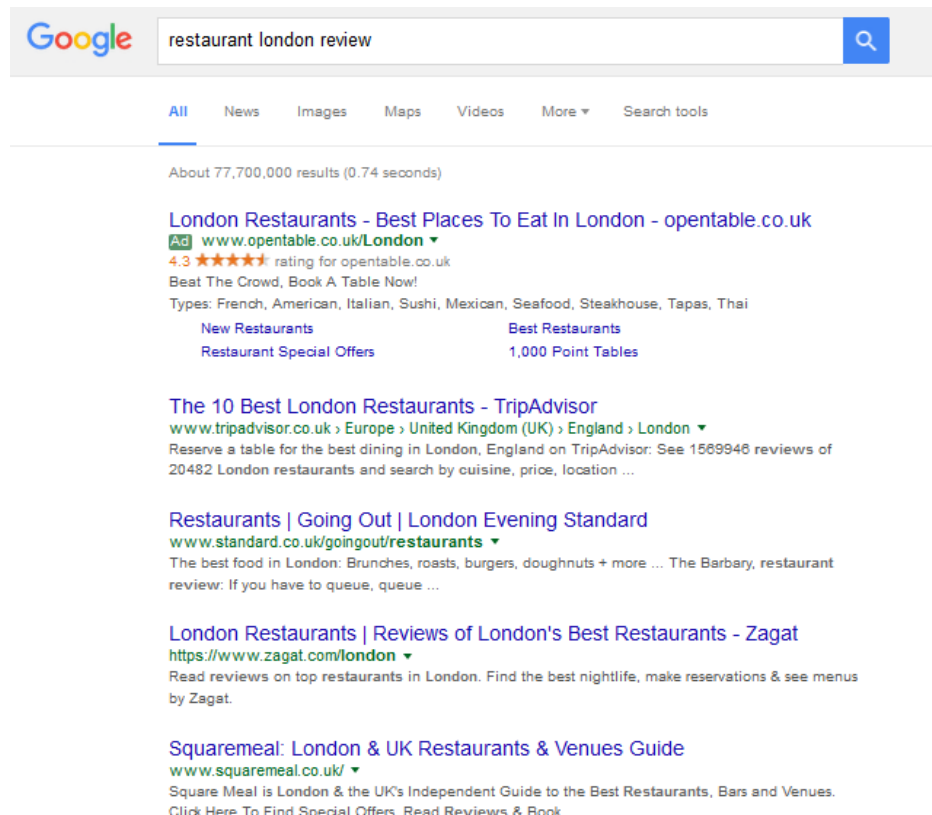 Google restaurant london review
All News Images Maps Videos More Search tools
About 77,700,000 results (0.74 seconds)
London Restaurants - Best Places To Eat In London - opentable.co.uk
Ad www.opentable.co.uk/London
4.3 rating for opentable.co.uk
Beat The Crowd, Book A Table Now!
Types: French, American, Italian, Sushi, Mexican, Seafood, Steakhouse, Tapas, Thai
New Restaurants Best Restaurants
Restaurant Special Offers 1,000 Point Tables
The 10 Best London Restaurants - TripAdvisor
www.tripadvisor.co.uk › Europe › United Kingdom (UK) › England › London
Reserve a table for the best dining in London, England on TripAdvisor: See 1569946 reviews of
20482 London restaurants and search by cuisine, price, location ...
Restaurants | Going Out | London Evening Standard
www.standard.co.uk/goingout/restaurants
The best food in London: Brunches, roasts, burgers, doughnuts + more ... The Barbary, restaurant
review: If you have to queue, queue ...
London Restaurants | Reviews of London's Best Restaurants - Zagat
https://www.zagat.com/london
Read reviews on top restaurants in London. Find the best nightlife, make reservations & see menus
by Zagat.
Squaremeal: London & UK Restaurants & Venues Guide
www.squaremeal.co.uk/
Square Meal is London & the UK's Independent Guide to the Best Restaurants, Bars and Venues.
Click Here To Find Special Offers, Read Reviews & Book